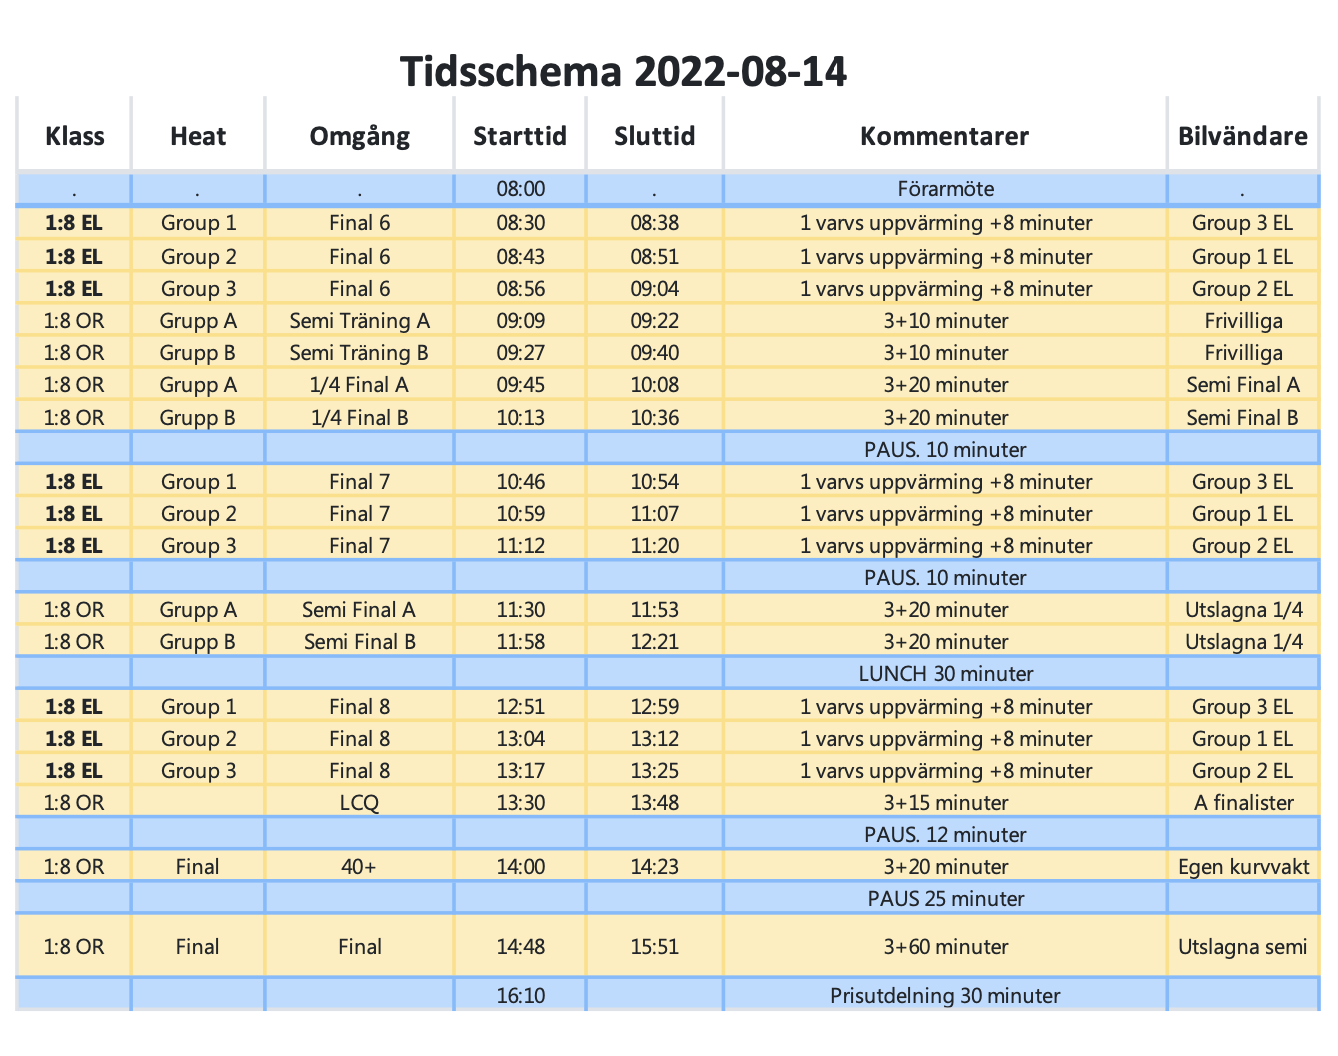 Tidsschema 2022-08-14
Klass Heat Omgång Starttid Sluttid Kommentarer Bilvändare
. . . 08:00 . Förarmöte .
1:8 EL Group 1 Final 6 08:30 08:38 1 varvs uppvärming +8 minuter Group 3 EL
1:8 EL Group 2 Final 6 08:43 08:51 1 varvs uppvärming +8 minuter Group 1 EL
1:8 EL Group 3 Final 6 08:56 09:04 1 varvs uppvärming +8 minuter Group 2 EL
1:8 OR Grupp A Semi Träning A 09:09 09:22 3+10 minuter Frivilliga
1:8 OR Grupp B Semi Träning B 09:27 09:40 3+10 minuter Frivilliga
1:8 OR Grupp A 1/4 Final A 09:45 10:08 3+20 minuter Semi Final A
1:8 OR Grupp B 1/4 Final B 10:13 10:36 3+20 minuter Semi Final B
PAUS. 10 minuter
1:8 EL Group 1 Final 7 10:46 10:54 1 varvs uppvärming +8 minuter Group 3 EL
1:8 EL Group 2 Final 7 10:59 11:07 1 varvs uppvärming +8 minuter Group 1 EL
1:8 EL Group 3 Final 7 11:12 11:20 1 varvs uppvärming +8 minuter Group 2 EL
PAUS. 10 minuter
1:8 OR Grupp A Semi Final A 11:30 11:53 3+20 minuter Utslagna 1/4
1:8 OR Grupp B Semi Final B 11:58 12:21 3+20 minuter Utslagna 1/4
LUNCH 30 minuter
1:8 EL Group 1 Final 8 12:51 12:59 1 varvs uppvärming +8 minuter Group 3 EL
1:8 EL Group 2 Final 8 13:04 13:12 1 varvs uppvärming +8 minuter Group 1 EL
1:8 EL Group 3 Final 8 13:17 13:25 1 varvs uppvärming +8 minuter Group 2 EL
1:8 OR LCQ 13:30 13:48 3+15 minuter A finalister
PAUS. 12 minuter
1:8 OR Final 40+ 14:00 14:23 3+20 minuter Egen kurvvakt
PAUS 25 minuter
1:8 OR Final Final 14:48 15:51 3+60 minuter Utslagna semi
16:10 Prisutdelning 30 minuter